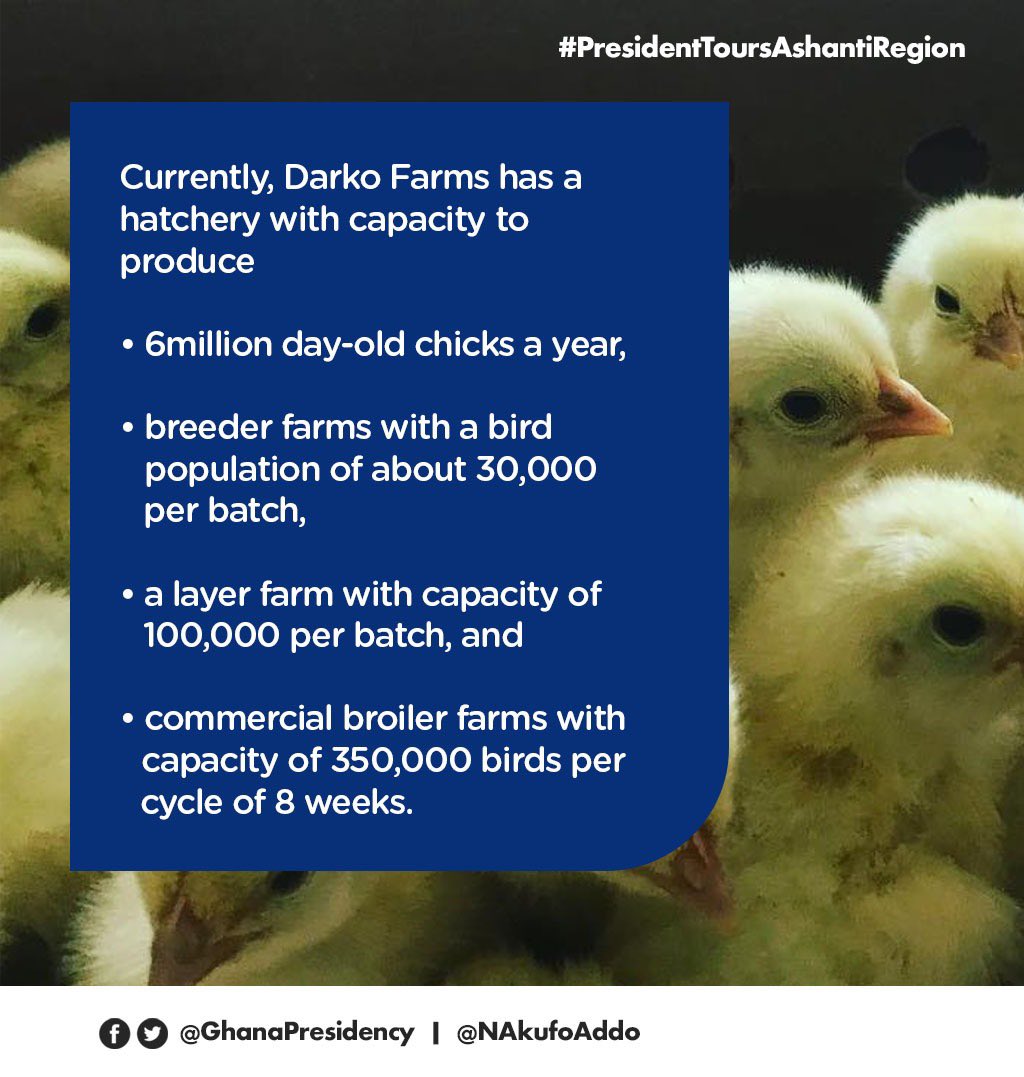 #PresidentToursAshantiRegion
Currently, Darko Farms has a
hatchery with capacity to
produce
• 6million day-old chicks a year,
• breeder farms with a bird
population of about 30,000
per batch,
• a layer farm with capacity of
100,000 per batch, and
• commercial broiler farms with
capacity of 350,000 birds per
cycle of 8 weeks.
@GhanaPresidency | @NAkufoAddo